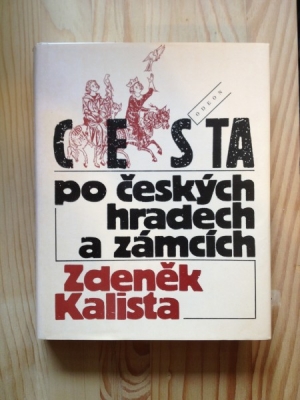 ODEON
CESTA
po českých
hradech
a zámcích
Zdeněk
Kalista